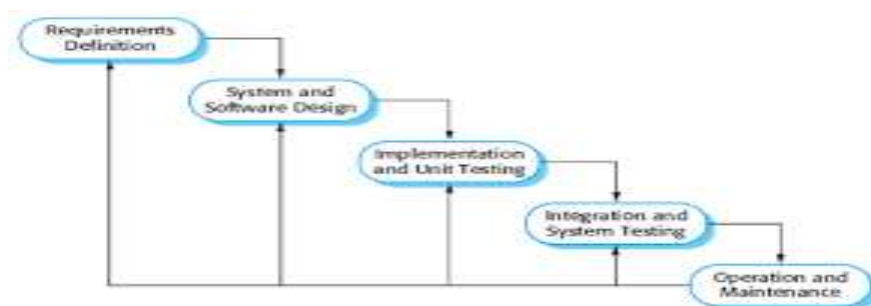 Requirements
Definition
System and
Software Design
Implementation
and Unit Testing
Integration and
System Testing
Operation and
Maintenance